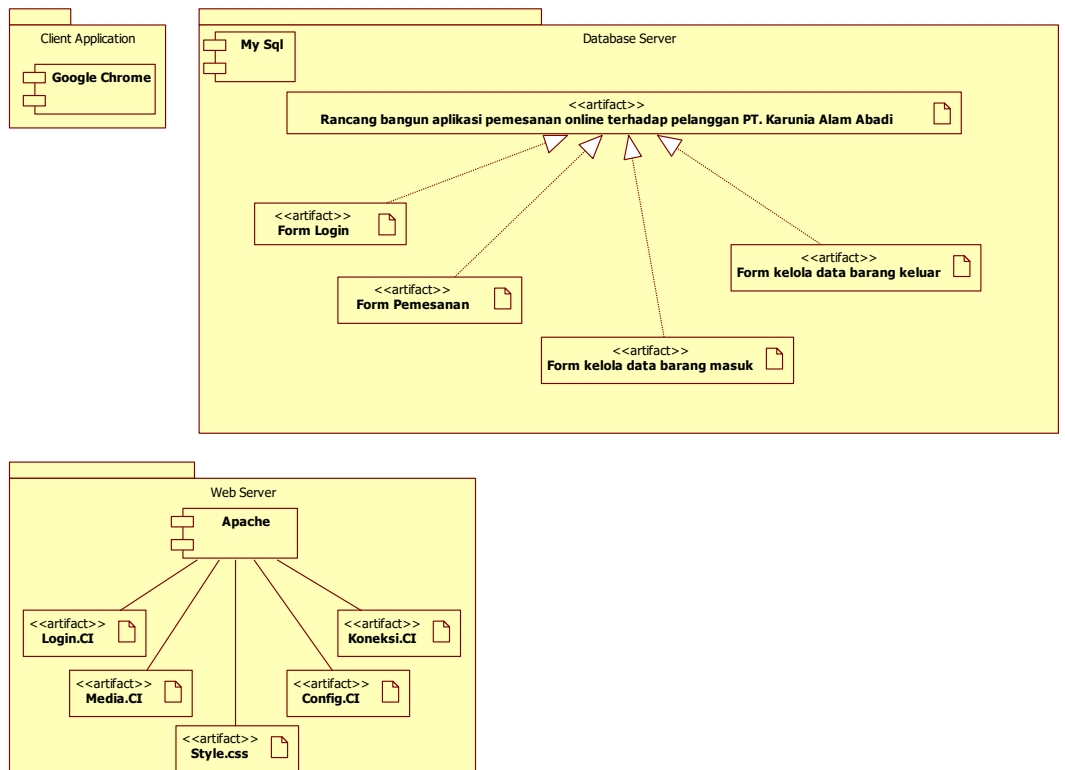 Client Application
Google Chrome
Database Server
My Sql
<<artifact>>
Rancang bangun aplikasi pemesanan online terhadap pelanggan PT. Karunia Alam Abadi
<<artifact>>
Form Login
<<artifact>>
Form kelola data barang keluar
<<artifact>>
Form Pemesanan
<<artifact>>
Form kelola data barang masuk
Web Server
Apache
<<artifact>>
Login.CI
<<artifact>>
Koneksi.CI
<<artifact>>
Media.CI
<<artifact>>
Config.CI
<<artifact>>
Style.css